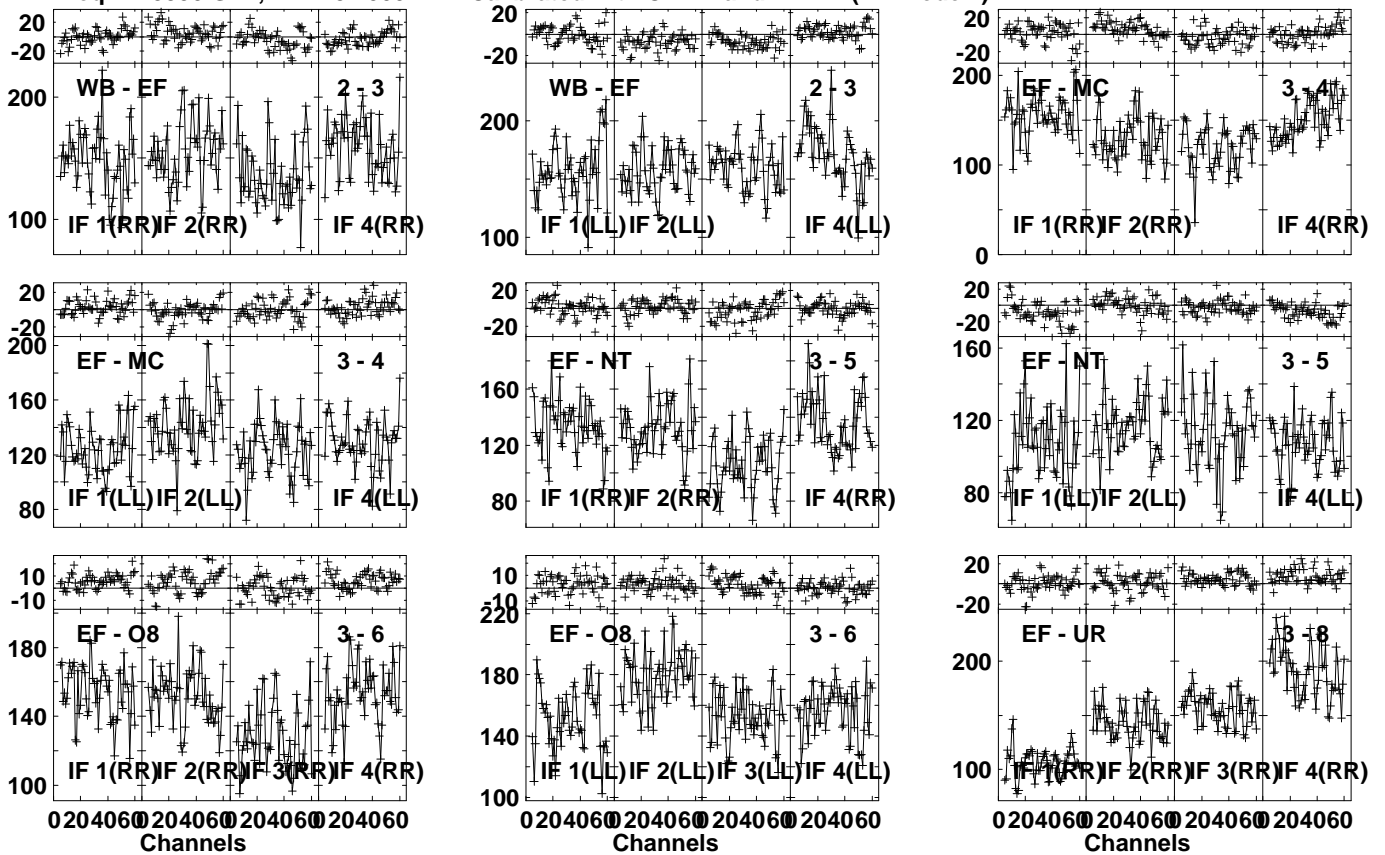 20
-20
WB - EF 2 - 3
200
100
IF 1(RR) IF 2(RR) IF 4(RR)
20
-20
WB - EF 2 - 3
200
100
IF 1(LL) IF 2(LL) IF 4(LL)
20
-20
EF - MC 3 - 4
200
100
0
IF 1(RR) IF 2(RR) IF 4(RR)
20
-20
EF - MC 3 - 4
200
160
120
80
IF 1(LL) IF 2(LL) IF 4(LL)
20
-20
EF - NT 3 - 5
160
120
80
IF 1(RR) IF 2(RR) IF 4(RR)
20
-20
EF - NT 3 - 5
160
120
80
IF 1(LL) IF 2(LL) IF 4(LL)
10
-10
EF - O8 3 - 6
180
140
100
IF 1(RR) IF 2(RR) IF 3(RR) IF 4(RR)
0 20 40 60 0 20 40 60 0 20 40 60 0 20 40 60
Channels
10
-10
EF - O8 3 - 6
220
180
140
100
IF 1(LL) IF 2(LL) IF 3(LL) IF 4(LL)
0 20 40 60 0 20 40 60 0 20 40 60 0 20 40 60
Channels
20
-20
EF - UR 3 - 8
200
100
IF 1(RR) IF 2(RR) IF 3(RR) IF 4(RR)
0 20 40 60 0 20 40 60 0 20 40 60 0 20 40 60
Channels